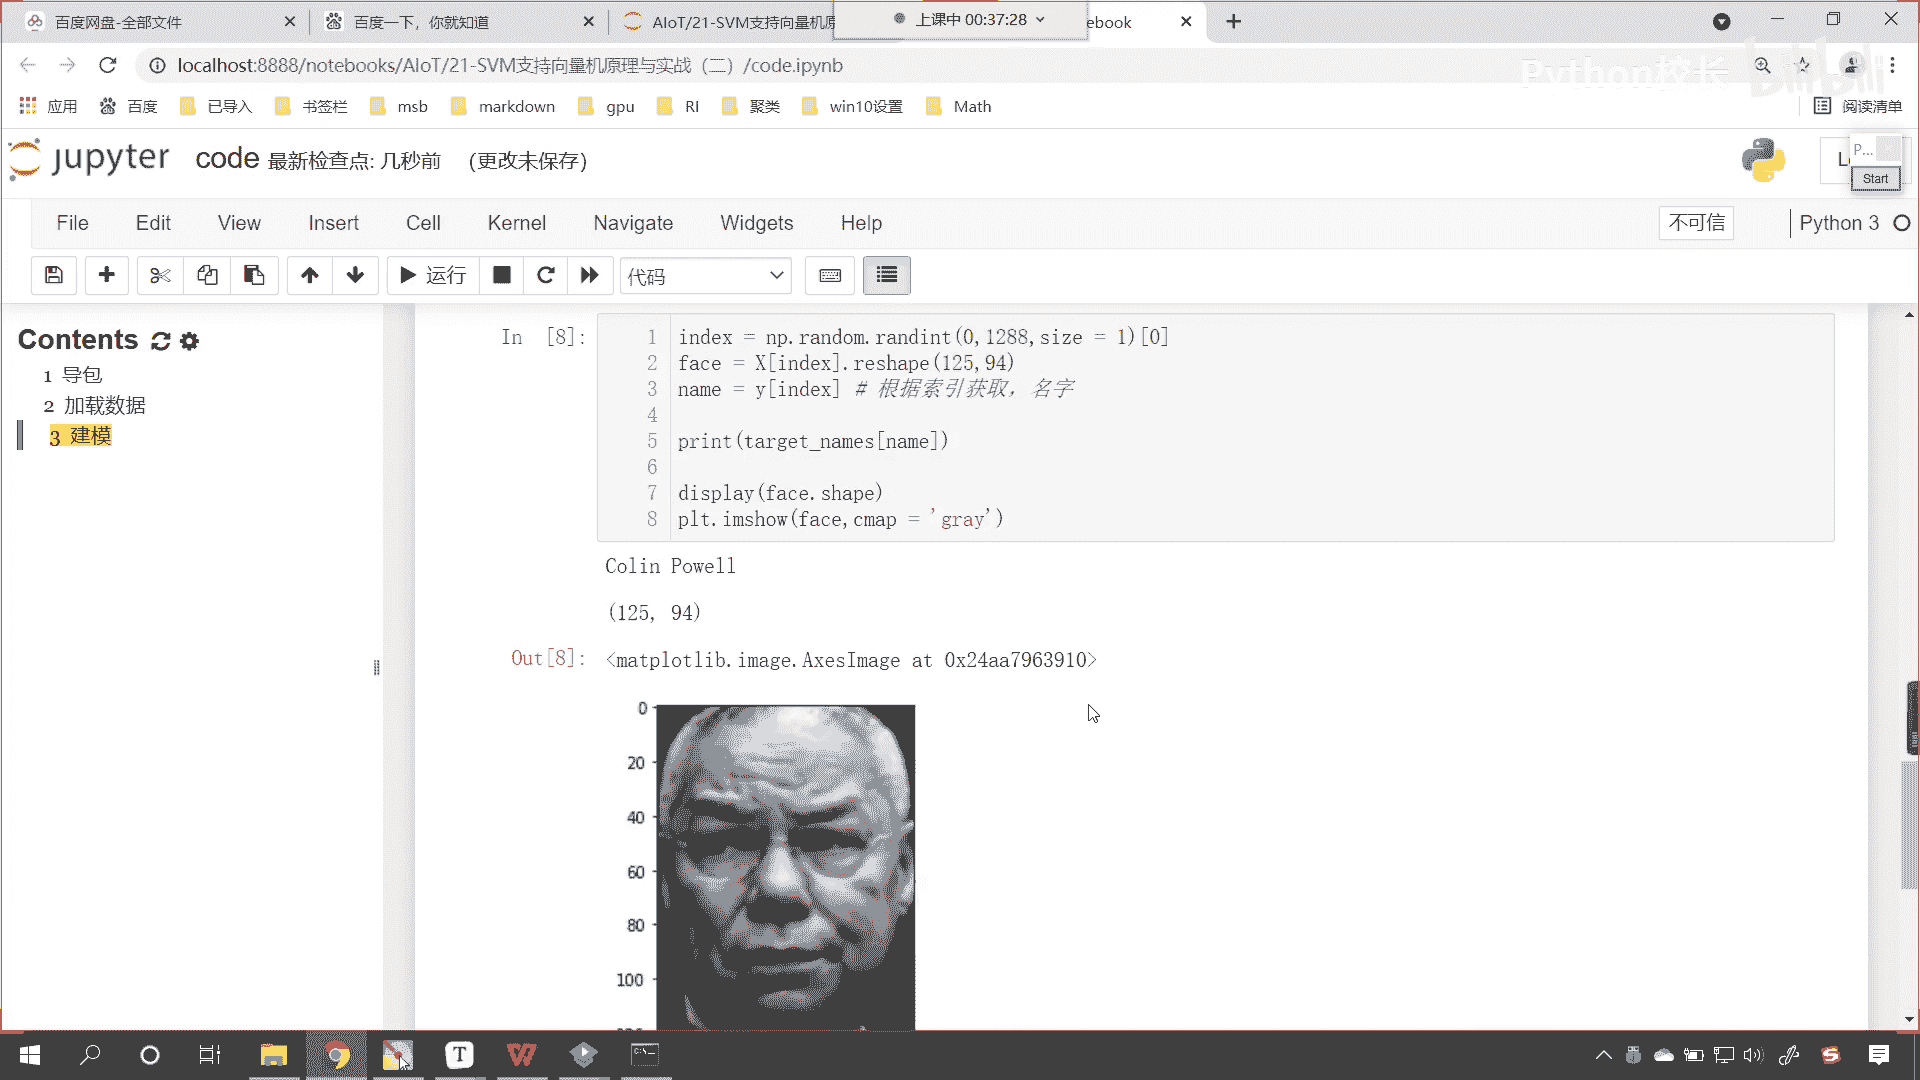 百度网盘-全部文件
百度一下，你就知道
AIoT/21-SVM支持向量机原
上课中 00:37:28
ebook
localhost:8888/notebooks/AIoT/21-SVM支持向量机原理与实战（二）/code.ipynb
Python校长
bilibili
应用
百度
已导入
书签栏
msb
markdown
gpu
RI
聚类
win10设置
Math
阅读清单
jupyter
code 最新检查点: 几秒前 (更改未保存)
P...
Start
File
Edit
View
Insert
Cell
Kernel
Navigate
Widgets
Help
不可信
Python 3
运行
代码
Contents
1 导包
2 加载数据
3 建模
In [8]:
1 index = np.random.randint(0,1288,size = 1)[0]
2 face = X[index].reshape(125,94)
3 name = y[index] # 根据索引获取，名字
4
5 print(target_names[name])
6
7 display(face.shape)
8 plt.imshow(face,cmap = 'gray')
Colin Powell
(125, 94)
Out[8]: <matplotlib.image.AxesImage at 0x24aa7963910>
0
20
40
60
80
100